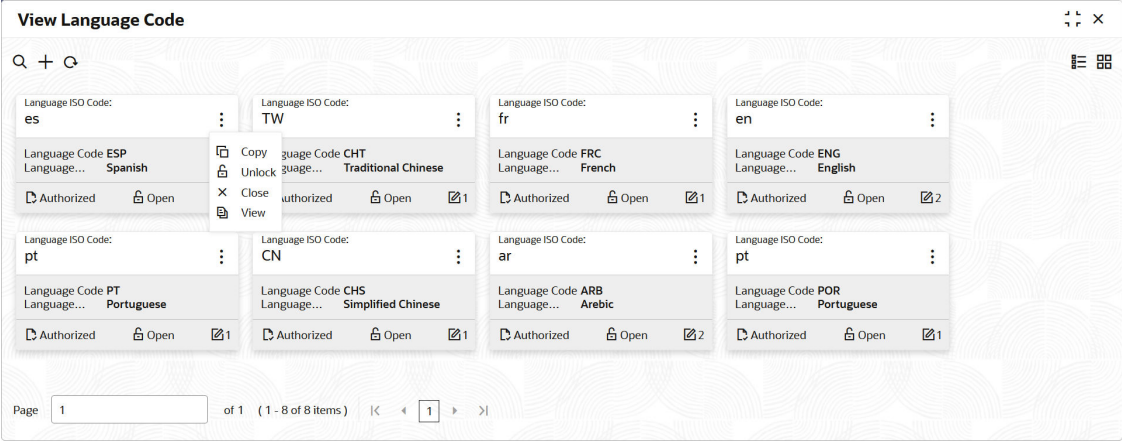 View Language Code
Language ISO Code: Language ISO Code: Language ISO Code: Language ISO Code:
es TW fr en
Copy
Unlock
Close
View
Language Code ESP guage Code CHT Language Code FRC Language Code ENG
Language... Spanish guage... Traditional Chinese Language... French Language... English
Authorized Open uthorized Open 1 Authorized Open 1 Authorized Open 2
Language ISO Code: Language ISO Code: Language ISO Code: Language ISO Code:
pt CN ar pt
Language Code PT Language Code CHS Language Code ARB Language Code POR
Language... Portuguese Language... Simplified Chinese Language... Arebic Language... Portuguese
Authorized Open 1 Authorized Open 1 Authorized Open 2 Authorized Open 1
Page 1 of 1 ( 1 - 8 of 8 items ) 1